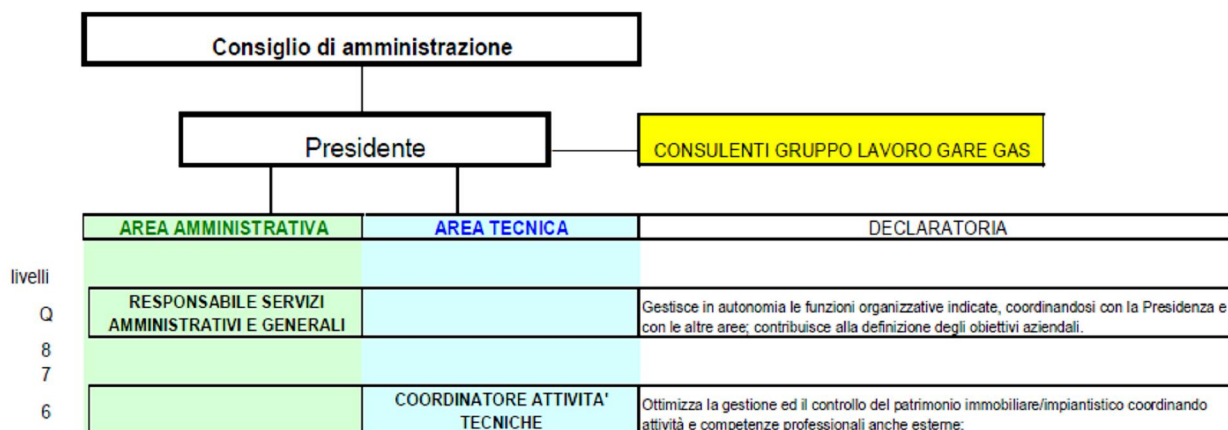 Consiglio di amministrazione
Presidente
CONSULENTI GRUPPO LAVORO GARE GAS
AREA AMMINISTRATIVA
AREA TECNICA
DECLARATORIA
livelli
Q
RESPONSABILE SERVIZI
AMMINISTRATIVI E GENERALI
Gestisce in autonomia le funzioni organizzative indicate, coordinandosi con la Presidenza e
con le altre aree; contribuisce alla definizione degli obiettivi aziendali.
8
7
6
COORDINATORE ATTIVITA'
TECNICHE
Ottimizza la gestione ed il controllo del patrimonio immobiliare/impiantistico coordinando
attività e competenze professionali anche esterne;